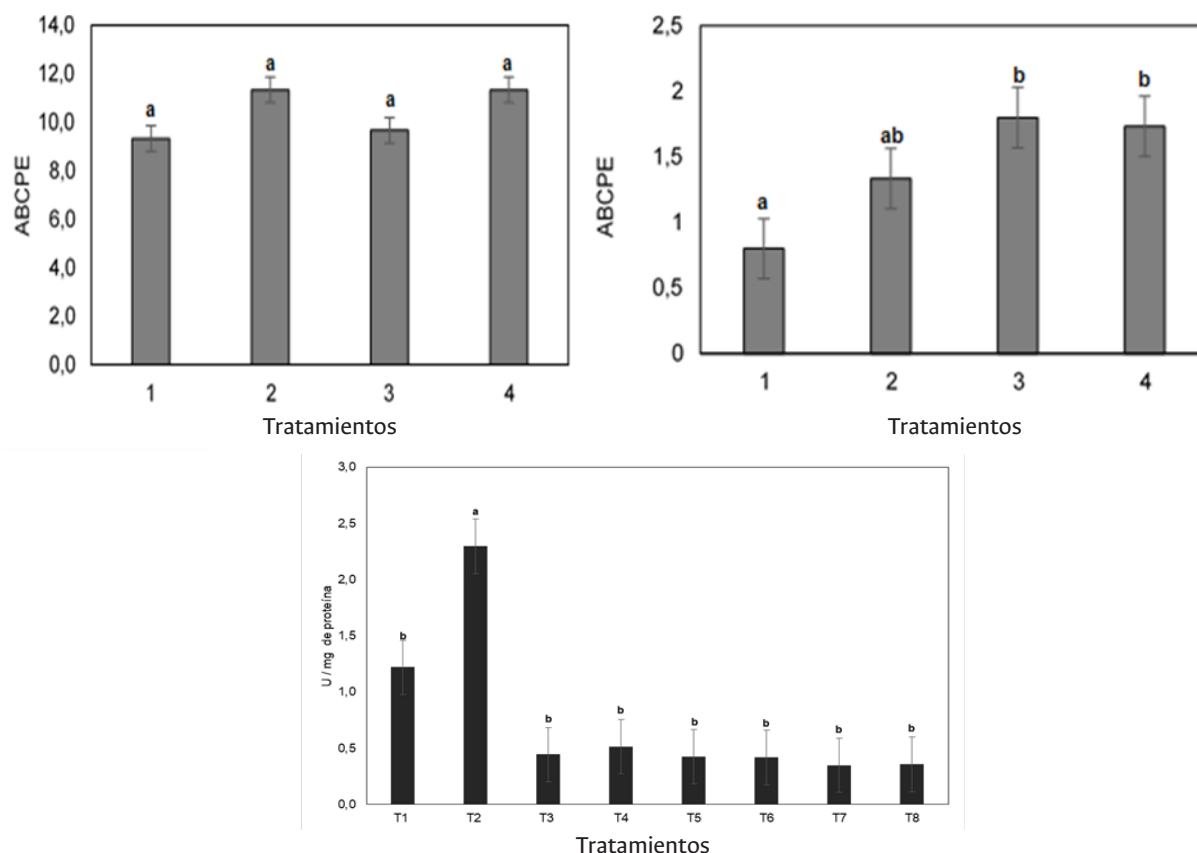 14,0
12,0
10,0
8,0
6,0
4,0
2,0
0,0
ABCPE
a
a
a
a
1 2 3 4
Tratamientos
2,5
2
1,5
1
0,5
0
ABCPE
a
ab
b
b
1 2 3 4
Tratamientos
3,0
2,5
2,0
1,5
1,0
0,5
0,0
U / mg de proteína
b
a
b
b
b
b
b
b
T1 T2 T3 T4 T5 T6 T7 T8
Tratamientos